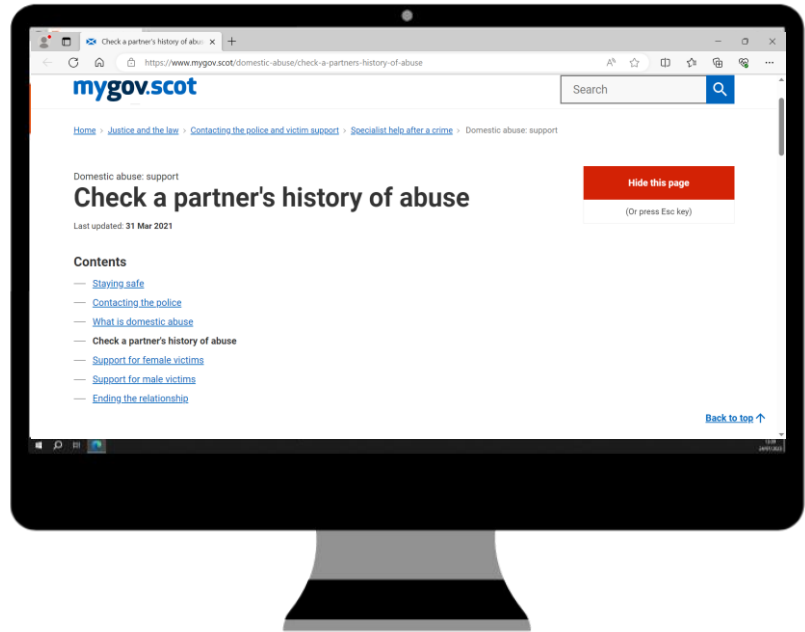 Check a partner's history of abus
https://www.mygov.scot/domestic-abuse/check-a-partners-history-of-abuse
mygov.scot
Search
Home > Justice and the law > Contacting the police and victim support > Specialist help after a crime > Domestic abuse: support
Domestic abuse: support
Check a partner's history of abuse
Last updated: 31 Mar 2021
Hide this page
(Or press Esc key)
Contents
— Staying safe
— Contacting the police
— What is domestic abuse
— Check a partner's history of abuse
— Support for female victims
— Support for male victims
— Ending the relationship
Back to top